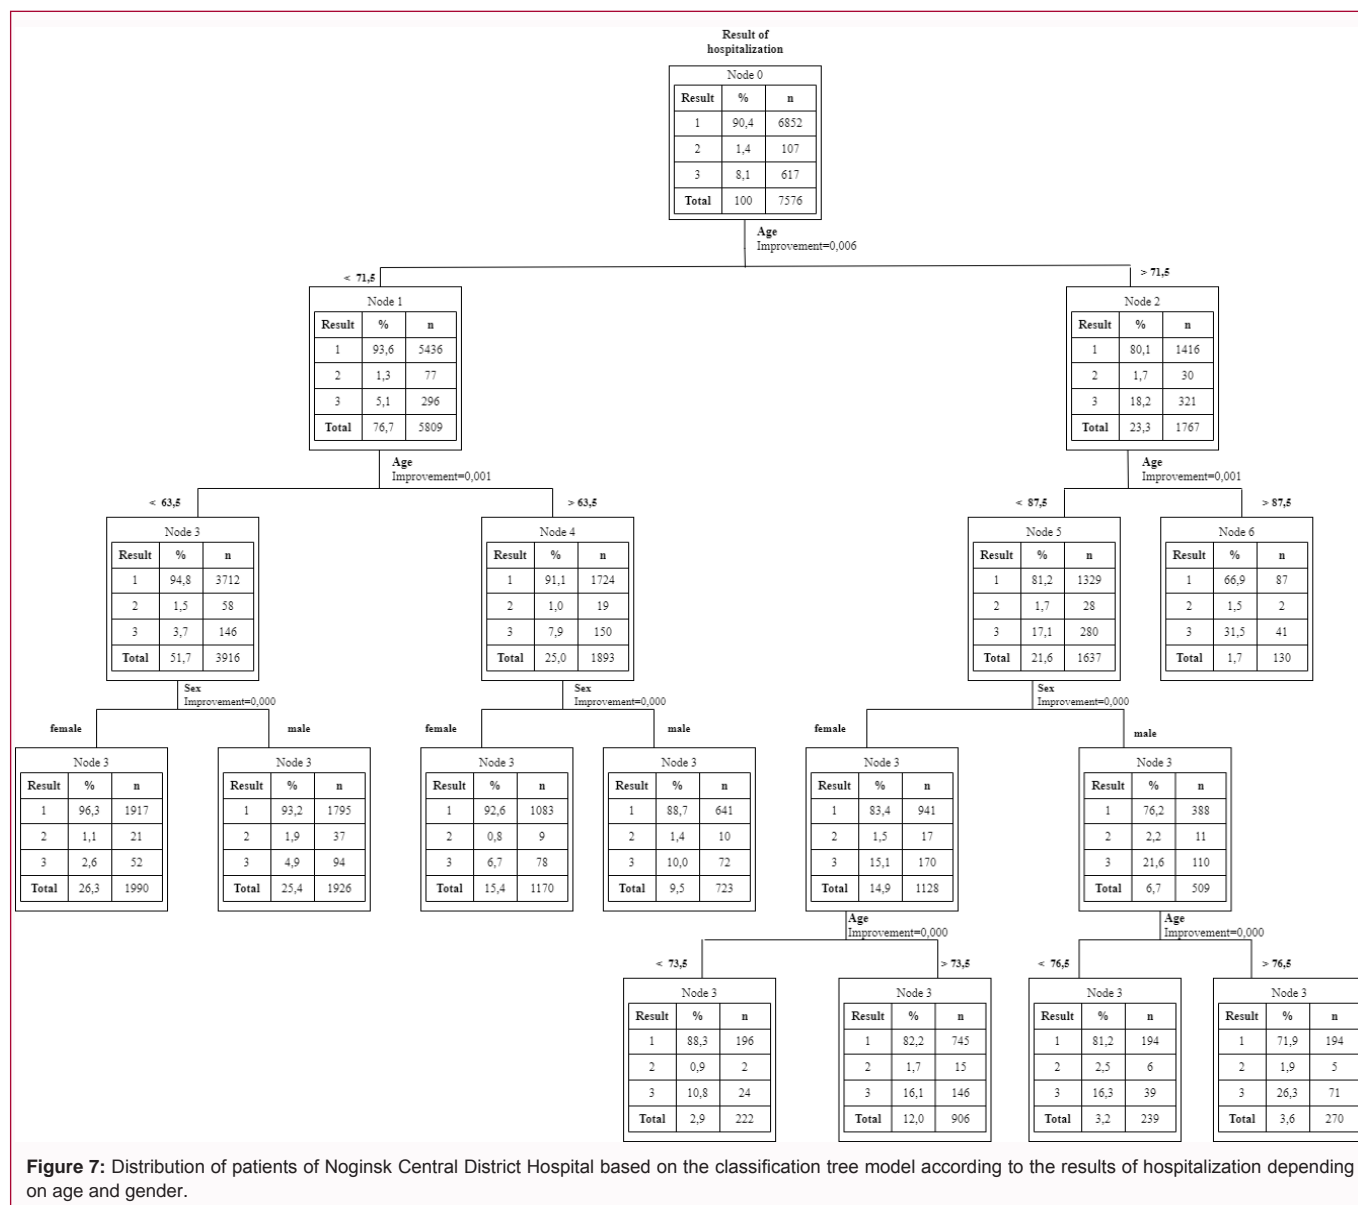 Result of
hospitalization
Node 0
Result % n
1 90,4 6852
2 1,4 107
3 8,1 617
Total 100 7576
Age
Improvement=0,006
< 71,5
Node 1
Result % n
1 93,6 5436
2 1,3 77
3 5,1 296
Total 76,7 5809
> 71,5
Node 2
Result % n
1 80,1 1416
2 1,7 30
3 18,2 321
Total 23,3 1767
Age
Improvement=0,001
Age
Improvement=0,001
< 63,5
Node 3
Result % n
1 94,8 3712
2 1,5 58
3 3,7 146
Total 51,7 3916
> 63,5
Node 4
Result % n
1 91,1 1724
2 1,0 19
3 7,9 150
Total 25,0 1893
< 87,5
Node 5
Result % n
1 81,2 1329
2 1,7 28
3 17,1 280
Total 21,6 1637
> 87,5
Node 6
Result % n
1 66,9 87
2 1,5 2
3 31,5 41
Total 1,7 130
Sex
Improvement=0,000
Sex
Improvement=0,000
Sex
Improvement=0,000
female
Node 3
Result % n
1 96,3 1917
2 1,1 21
3 2,6 52
Total 26,3 1990
male
Node 3
Result % n
1 93,2 1795
2 1,9 37
3 4,9 94
Total 25,4 1926
female
Node 3
Result % n
1 92,6 1083
2 0,8 9
3 6,7 78
Total 15,4 1170
male
Node 3
Result % n
1 88,7 641
2 1,4 10
3 10,0 72
Total 9,5 723
female
Node 3
Result % n
1 83,4 941
2 1,5 17
3 15,1 170
Total 14,9 1128
male
Node 3
Result % n
1 76,2 388
2 2,2 11
3 21,6 110
Total 6,7 509
Age
Improvement=0,000
Age
Improvement=0,000
< 73,5
Node 3
Result % n
1 88,3 196
2 0,9 2
3 10,8 24
Total 2,9 222
> 73,5
Node 3
Result % n
1 82,2 745
2 1,7 15
3 16,1 146
Total 12,0 906
< 76,5
Node 3
Result % n
1 81,2 194
2 2,5 6
3 16,3 39
Total 3,2 239
> 76,5
Node 3
Result % n
1 71,9 194
2 1,9 5
3 26,3 71
Total 3,6 270
Figure 7: Distribution of patients of Noginsk Central District Hospital based on the classification tree model according to the results of hospitalization depending
on age and gender.